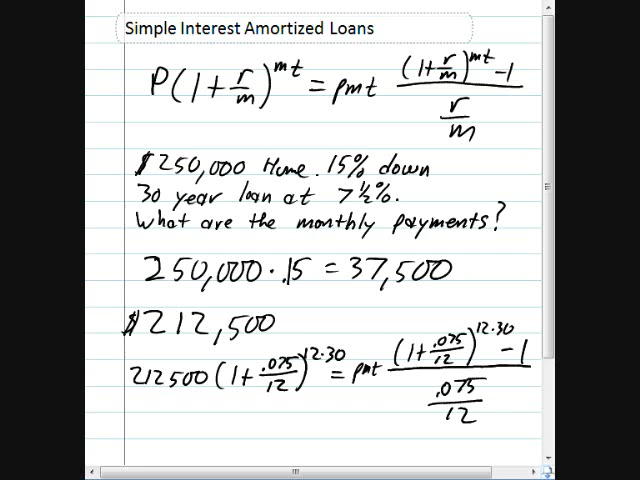 Simple Interest Amortized Loans
P(1+r/m)^mt = pmt ((1+r/m)^mt - 1)/(r/m)
$250,000 Home. 15% down
30 year loan at 7½%.
What are the monthly payments?
250,000 · .15 = 37,500
$212,500
212500(1+.075/12)^12·30 = pmt ((1+.075/12)^12·30 - 1)/(.075/12)